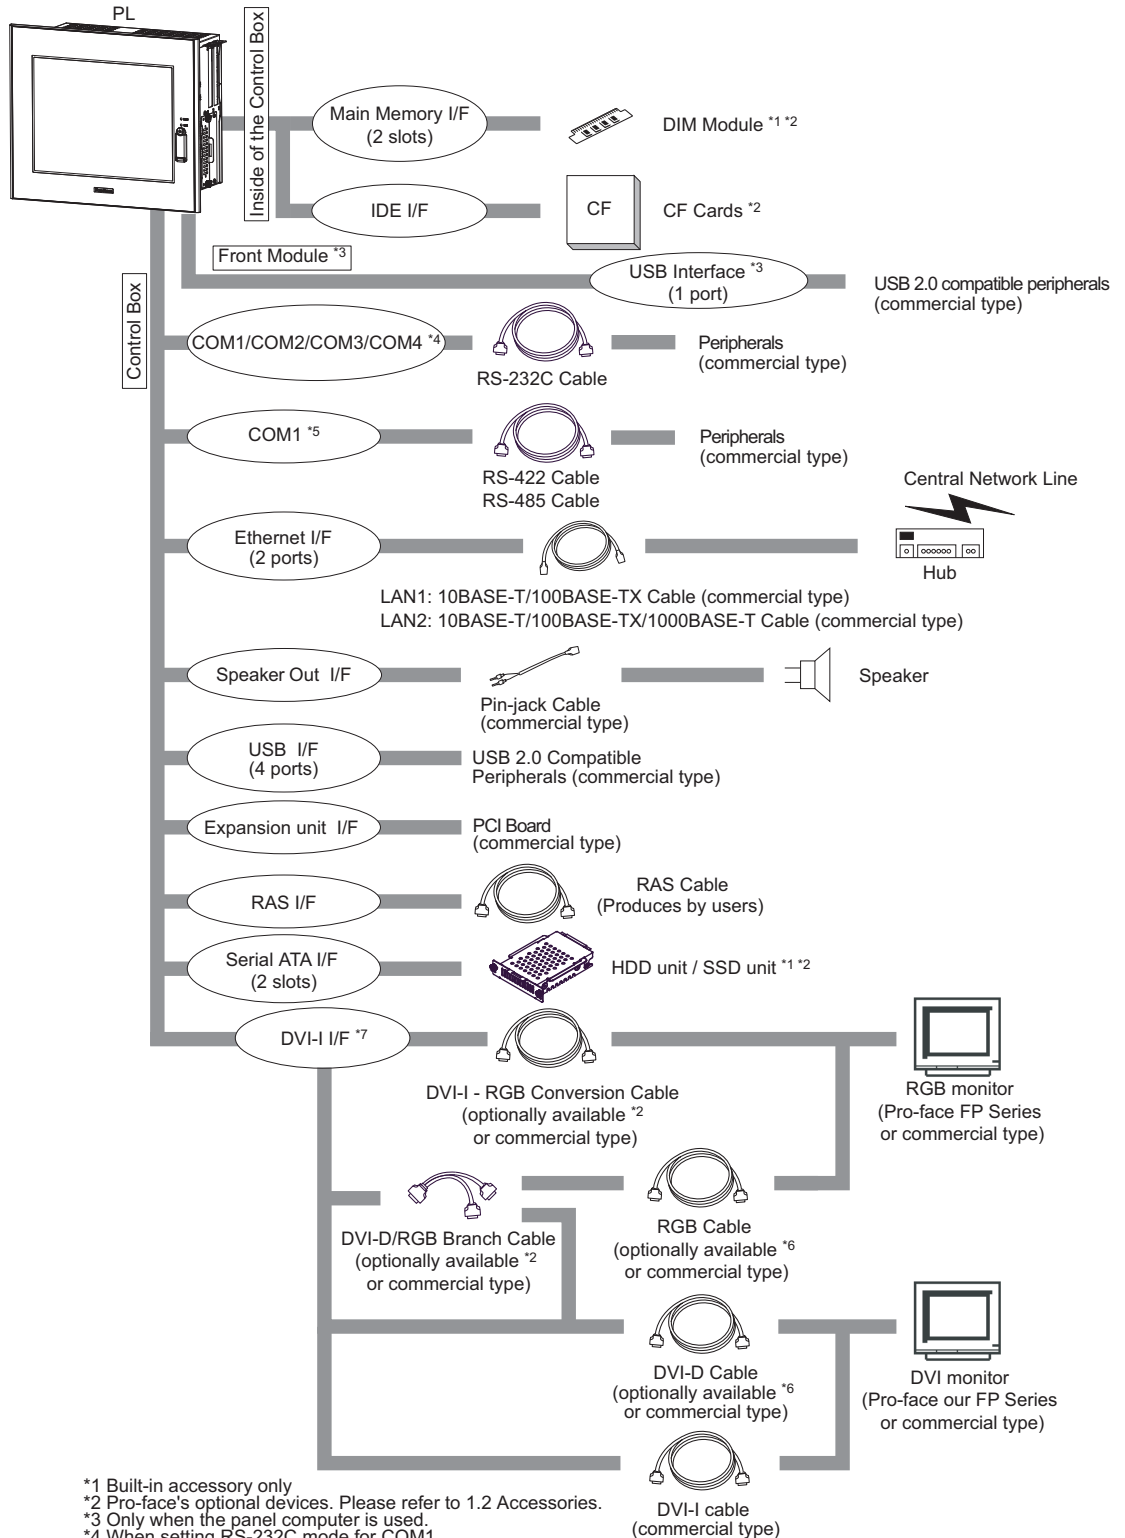 PL
Inside of the Control Box
Main Memory I/F
(2 slots)
DIM Module *1 *2
IDE I/F
CF
CF Cards *2
Front Module *3
USB Interface *3
(1 port)
USB 2.0 compatible peripherals
(commercial type)
Control Box
COM1/COM2/COM3/COM4 *4
RS-232C Cable
Peripherals
(commercial type)
COM1 *5
RS-422 Cable
RS-485 Cable
Peripherals
(commercial type)
Central Network Line
Ethernet I/F
(2 ports)
Hub
LAN1: 10BASE-T/100BASE-TX Cable (commercial type)
LAN2: 10BASE-T/100BASE-TX/1000BASE-T Cable (commercial type)
Speaker Out I/F
Pin-jack Cable
(commercial type)
Speaker
USB I/F
(4 ports)
USB 2.0 Compatible
Peripherals (commercial type)
Expansion unit I/F
PCI Board
(commercial type)
RAS I/F
RAS Cable
(Produces by users)
Serial ATA I/F
(2 slots)
HDD unit / SSD unit *1 *2
DVI-I I/F *7
DVI-I - RGB Conversion Cable
(optionally available *2
or commercial type)
RGB monitor
(Pro-face FP Series
or commercial type)
DVI-D/RGB Branch Cable
(optionally available *2
or commercial type)
RGB Cable
(optionally available *6
or commercial type)
DVI-D Cable
(optionally available *6
or commercial type)
DVI monitor
(Pro-face our FP Series
or commercial type)
DVI-I cable
(commercial type)
*1 Built-in accessory only
*2 Pro-face's optional devices. Please refer to 1.2 Accessories.
*3 Only when the panel computer is used.
*4 When setting RS-232C mode for COM1